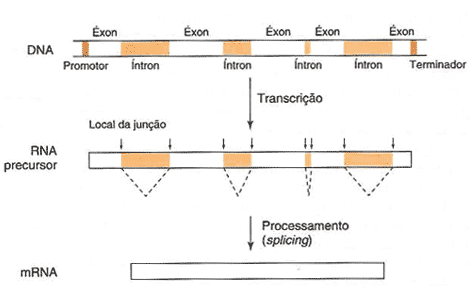 Éxon Éxon Éxon Éxon Éxon
DNA
Promotor Íntron Íntron Íntron Íntron Terminador
Transcrição
Local da junção
RNA
precursor
Processamento
(splicing)
mRNA